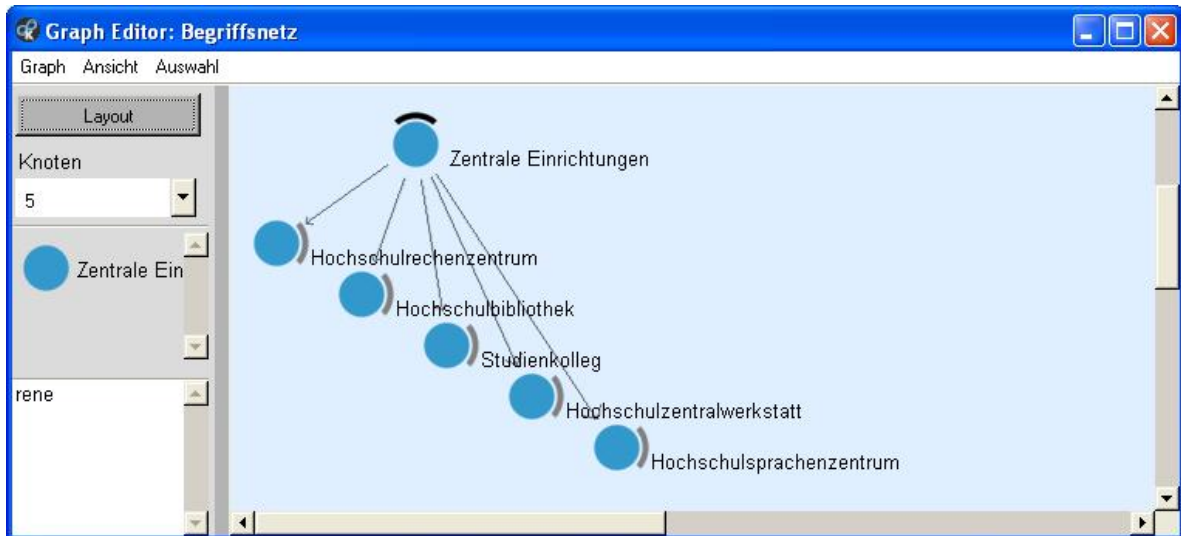 Graph Editor: Begriffsnetz
Graph Ansicht Auswahl
Layout
Knoten
5
Zentrale Ein
rene
Zentrale Einrichtungen
Hochschulrechenzentrum
Hochschulbibliothek
Studienkolleg
Hochschulzentralwerkstatt
Hochschulsprachenzentrum